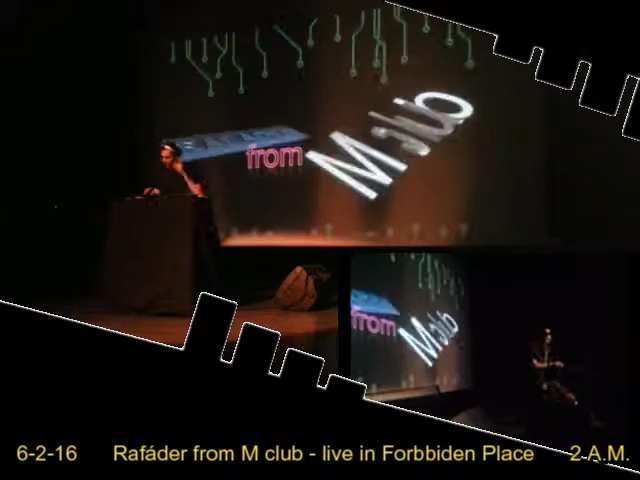 from
M club
from
M club
6-2-16 Rafáder from M club - live in Forbbiden Place 2 A.M.